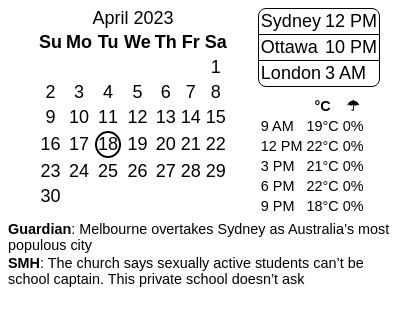 April 2023
Su Mo Tu We Th Fr Sa
1
2 3 4 5 6 7 8
9 10 11 12 13 14 15
16 17 18 19 20 21 22
23 24 25 26 27 28 29
30
Sydney 12 PM
Ottawa 10 PM
London 3 AM
°C ☂
9 AM 19°C 0%
12 PM 22°C 0%
3 PM 21°C 0%
6 PM 22°C 0%
9 PM 18°C 0%
Guardian: Melbourne overtakes Sydney as Australia’s most
populous city
SMH: The church says sexually active students can’t be
school captain. This private school doesn’t ask